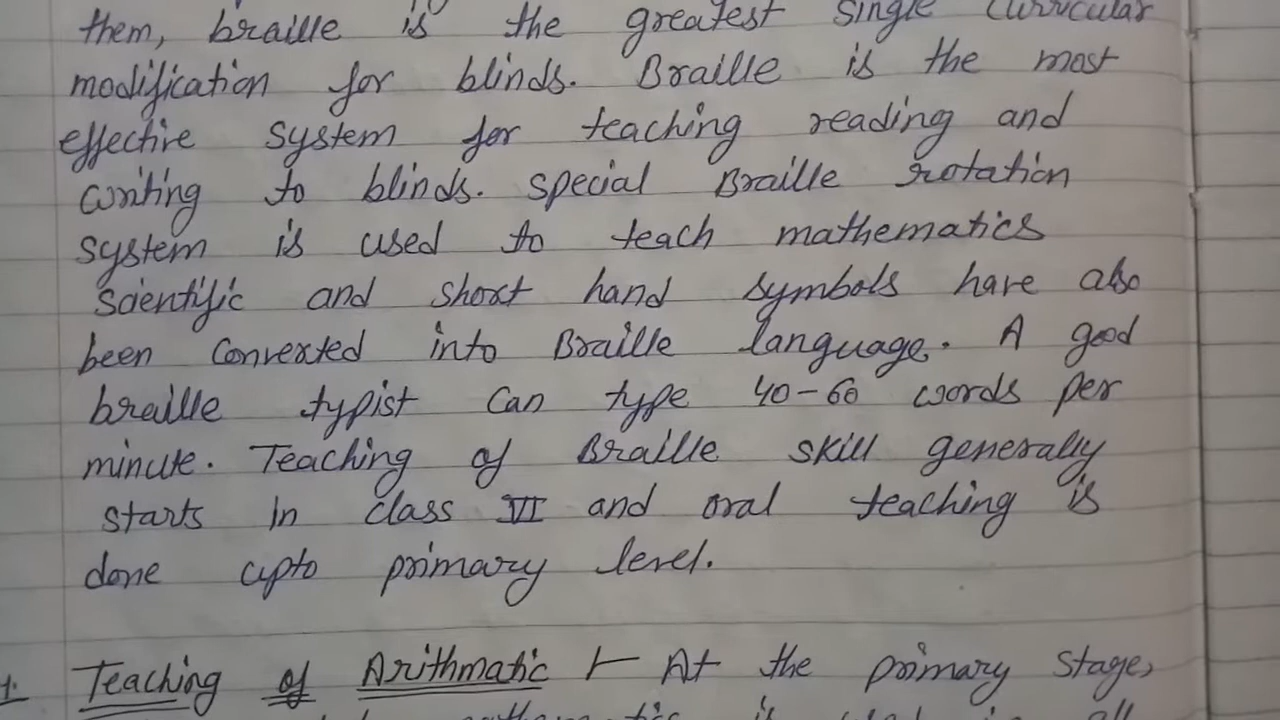 them, braille is the greatest single curricular
modification for blinds. Braille is the most
effective system for teaching reading and
writing to blinds. special Braille notation
system is used to teach mathematics
scientific and short hand symbols have also
been converted into Braille language. A good
braille typist can type 40-60 words per
minute. Teaching of Braille skill generally
starts in class VI and oral teaching is
done upto primary level.
Teaching of Arithmatic :- At the primary stage,